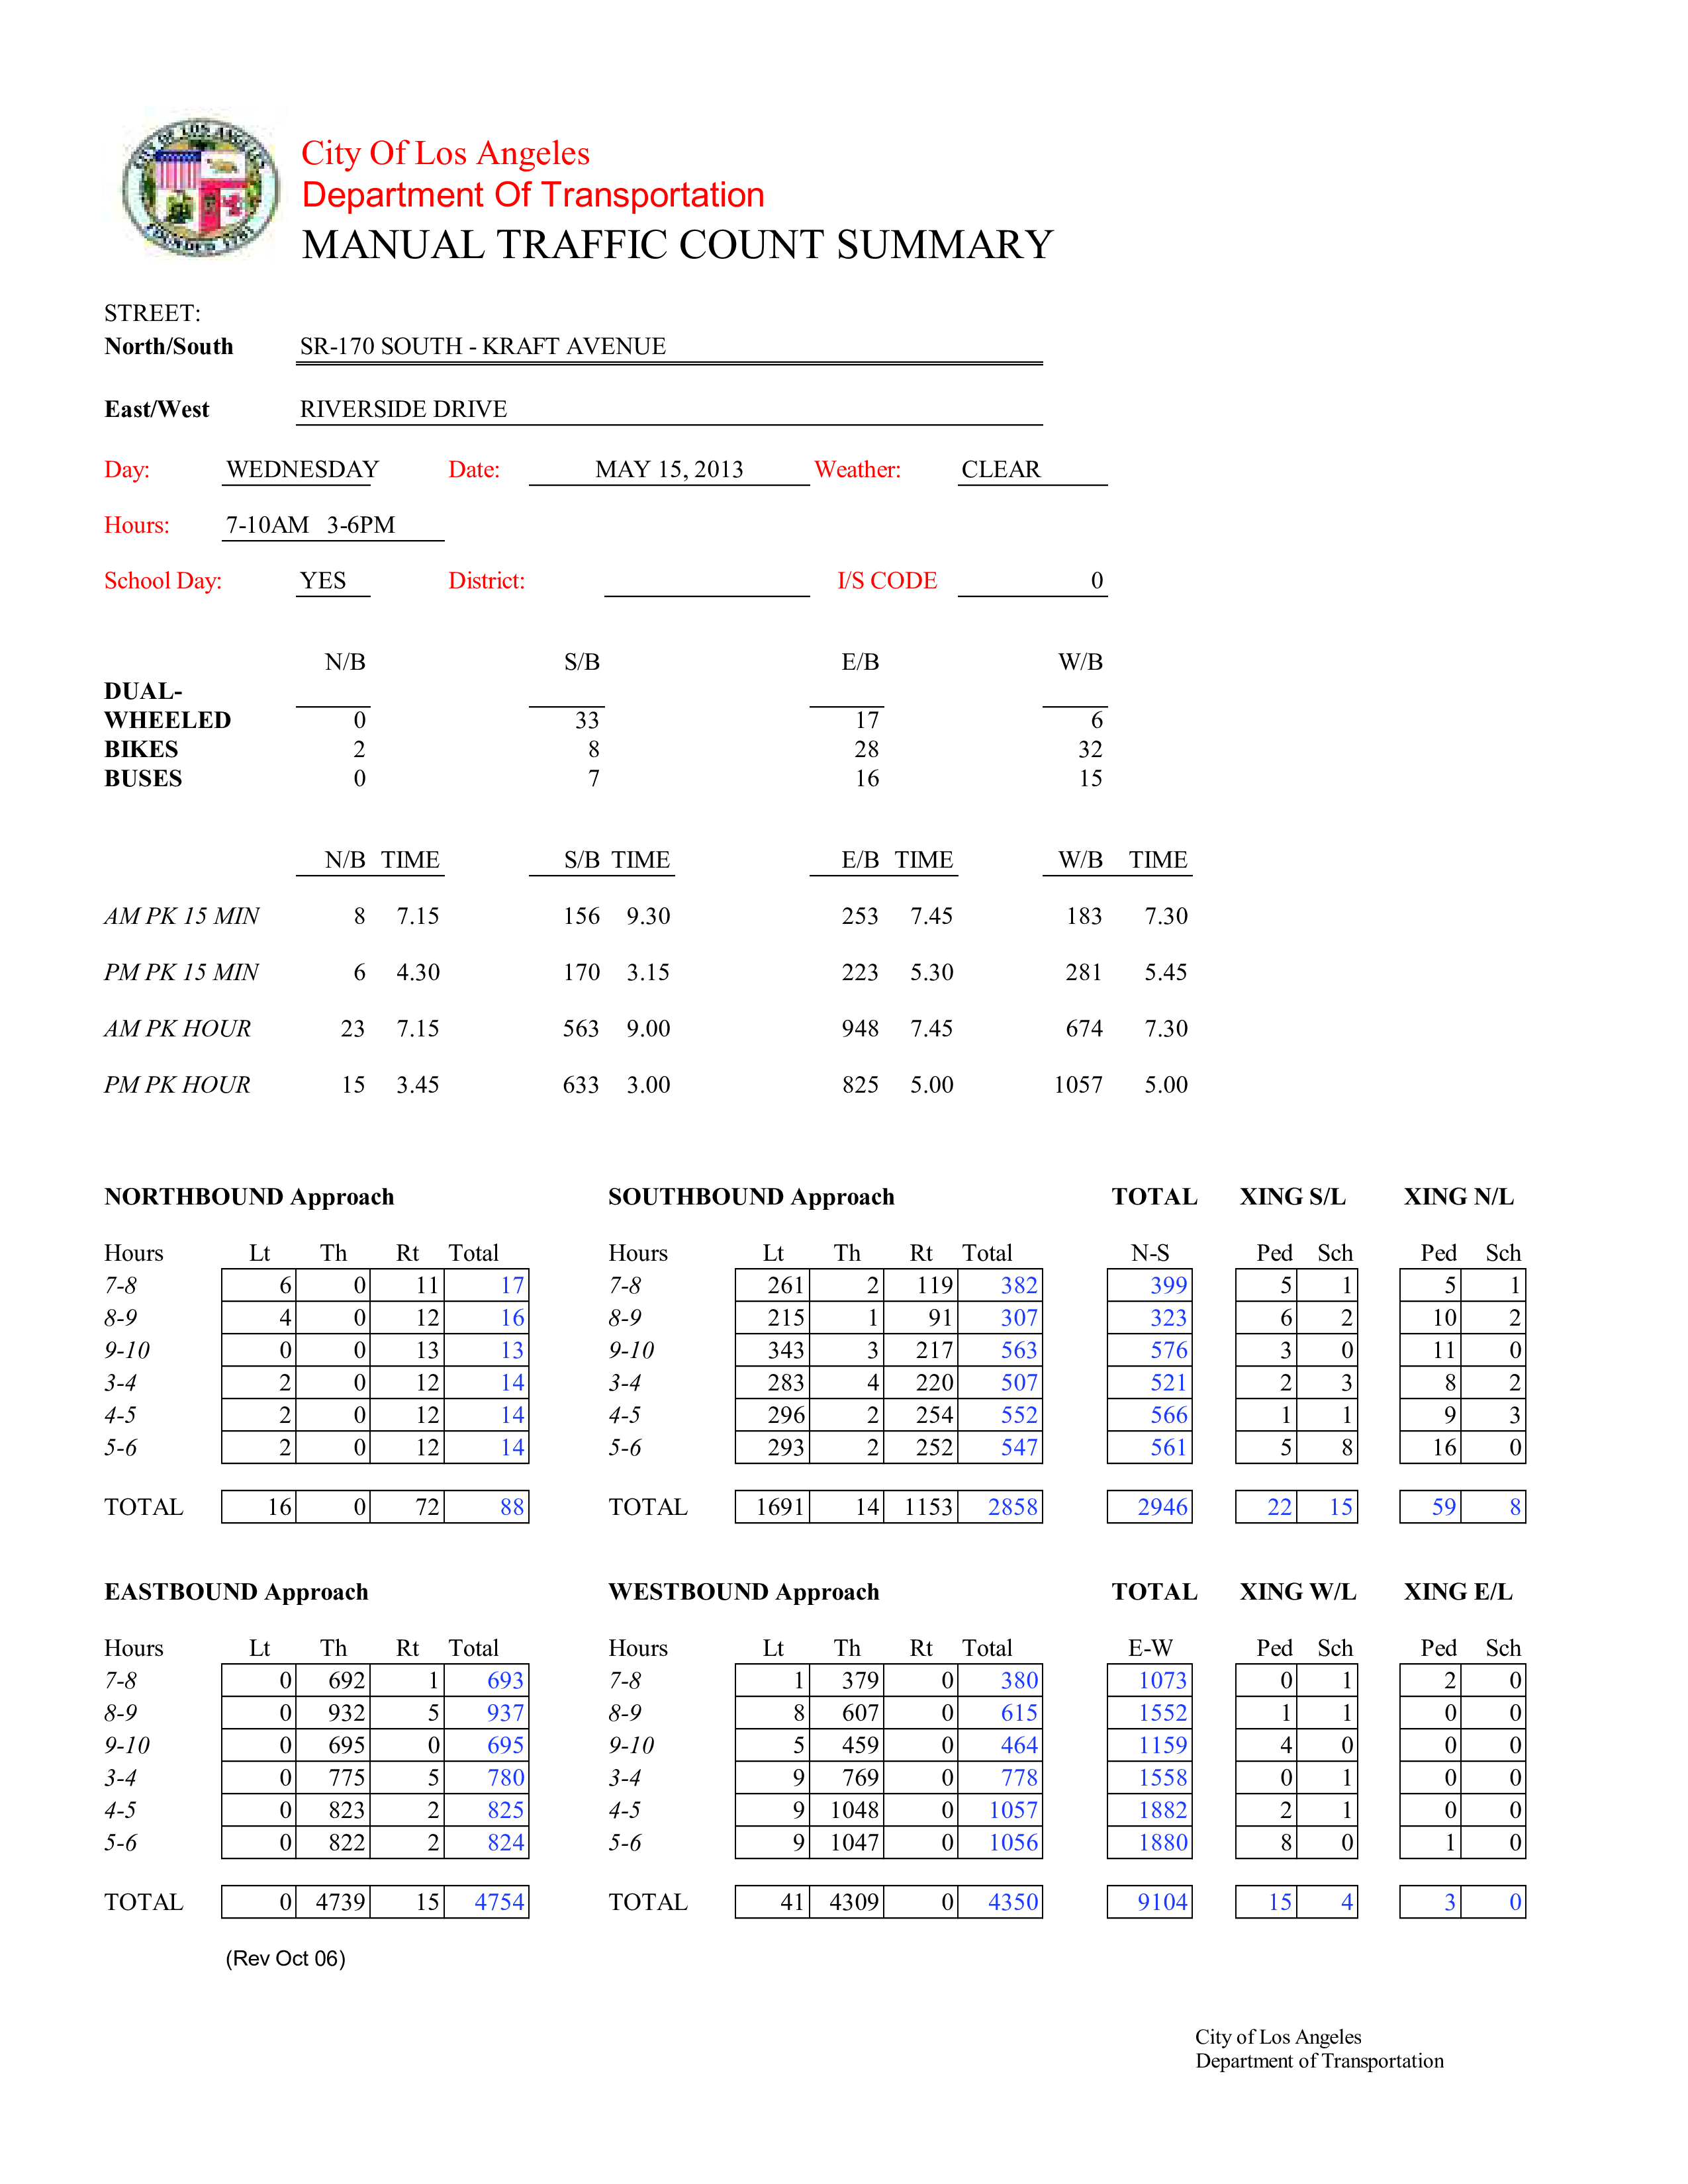 City Of Los Angeles
Department Of Transportation
MANUAL TRAFFIC COUNT SUMMARY
STREET:
North/South SR-170 SOUTH - KRAFT AVENUE
East/West RIVERSIDE DRIVE
Day: WEDNESDAY Date: MAY 15, 2013 Weather: CLEAR
Hours: 7-10AM 3-6PM
School Day: YES District: I/S CODE 0
N/B S/B E/B W/B
DUAL-
WHEELED 0 33 17 6
BIKES 2 8 28 32
BUSES 0 7 16 15
N/B TIME S/B TIME E/B TIME W/B TIME
AM PK 15 MIN 8 7.15 156 9.30 253 7.45 183 7.30
PM PK 15 MIN 6 4.30 170 3.15 223 5.30 281 5.45
AM PK HOUR 23 7.15 563 9.00 948 7.45 674 7.30
PM PK HOUR 15 3.45 633 3.00 825 5.00 1057 5.00
NORTHBOUND Approach SOUTHBOUND Approach TOTAL XING S/L XING N/L
Hours Lt Th Rt Total Hours Lt Th Rt Total N-S Ped Sch Ped Sch
7-8 6 0 11 17 7-8 261 2 119 382 399 5 1 5 1
8-9 4 0 12 16 8-9 215 1 91 307 323 6 2 10 2
9-10 0 0 13 13 9-10 343 3 217 563 576 3 0 11 0
3-4 2 0 12 14 3-4 283 4 220 507 521 2 3 8 2
4-5 2 0 12 14 4-5 296 2 254 552 566 1 1 9 3
5-6 2 0 12 14 5-6 293 2 252 547 561 5 8 16 0
TOTAL 16 0 72 88 TOTAL 1691 14 1153 2858 2946 22 15 59 8
EASTBOUND Approach WESTBOUND Approach TOTAL XING W/L XING E/L
Hours Lt Th Rt Total Hours Lt Th Rt Total E-W Ped Sch Ped Sch
7-8 0 692 1 693 7-8 1 379 0 380 1073 0 1 2 0
8-9 0 932 5 937 8-9 8 607 0 615 1552 1 1 0 0
9-10 0 695 0 695 9-10 5 459 0 464 1159 4 0 0 0
3-4 0 775 5 780 3-4 9 769 0 778 1558 0 1 0 0
4-5 0 823 2 825 4-5 9 1048 0 1057 1882 2 1 0 0
5-6 0 822 2 824 5-6 9 1047 0 1056 1880 8 0 1 0
TOTAL 0 4739 15 4754 TOTAL 41 4309 0 4350 9104 15 4 3 0
(Rev Oct 06)
City of Los Angeles
Department of Transportation